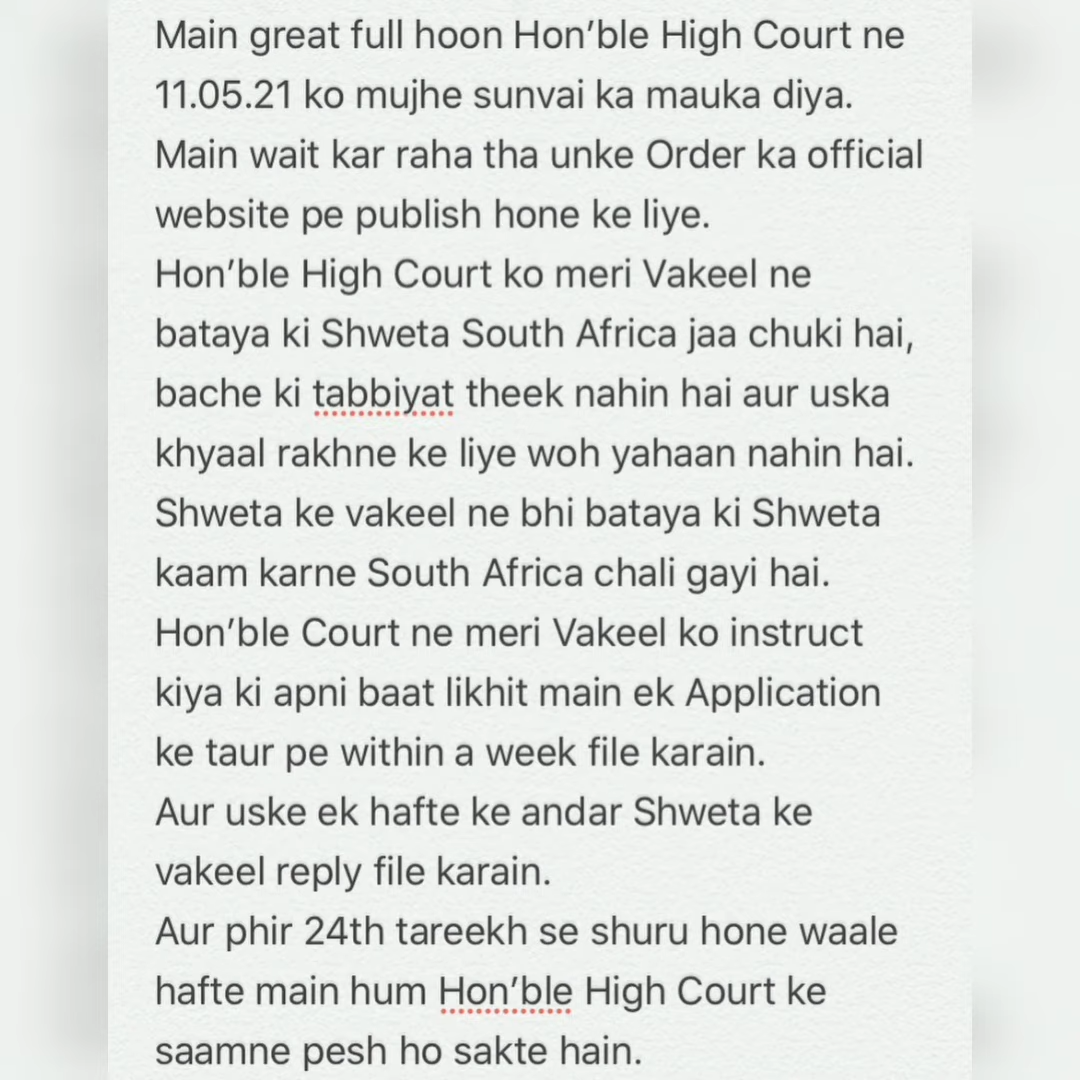 Main great full hoon Hon’ble High Court ne
11.05.21 ko mujhe sunvai ka mauka diya.
Main wait kar raha tha unke Order ka official
website pe publish hone ke liye.
Hon’ble High Court ko meri Vakeel ne
bataya ki Shweta South Africa jaa chuki hai,
bache ki tabbiyat theek nahin hai aur uska
khyaal rakhne ke liye woh yahaan nahin hai.
Shweta ke vakeel ne bhi bataya ki Shweta
kaam karne South Africa chali gayi hai.
Hon’ble Court ne meri Vakeel ko instruct
kiya ki apni baat likhit main ek Application
ke taur pe within a week file karain.
Aur uske ek hafte ke andar Shweta ke
vakeel reply file karain.
Aur phir 24th tareekh se shuru hone waale
hafte main hum Hon’ble High Court ke
saamne pesh ho sakte hain.